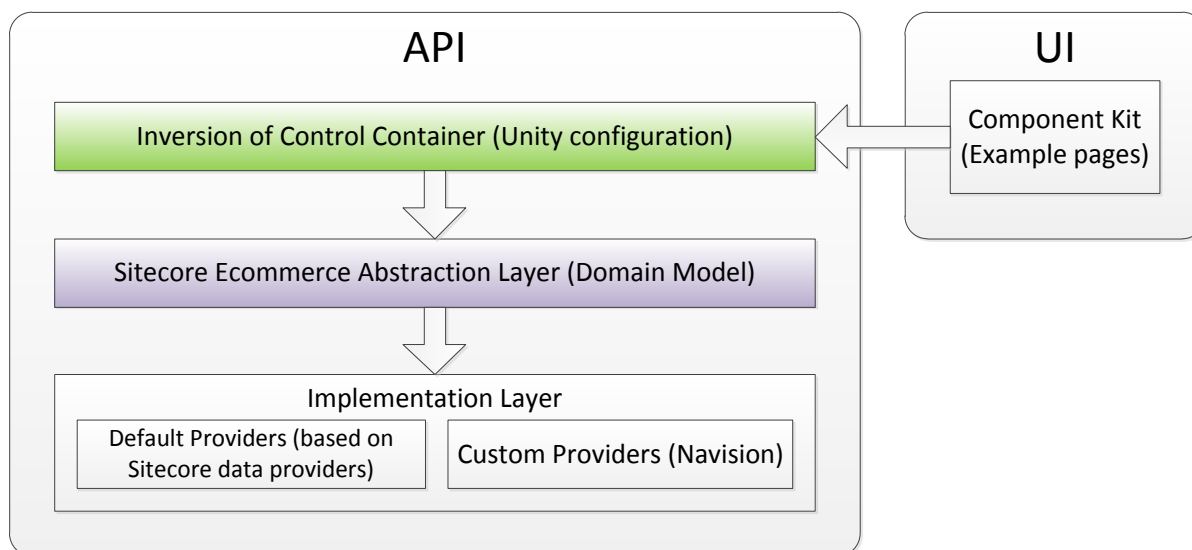 API
UI
Inversion of Control Container (Unity configuration)
Component Kit
(Example pages)
Sitecore Ecommerce Abstraction Layer (Domain Model)
Implementation Layer
Default Providers (based on
Sitecore data providers)
Custom Providers (Navision)